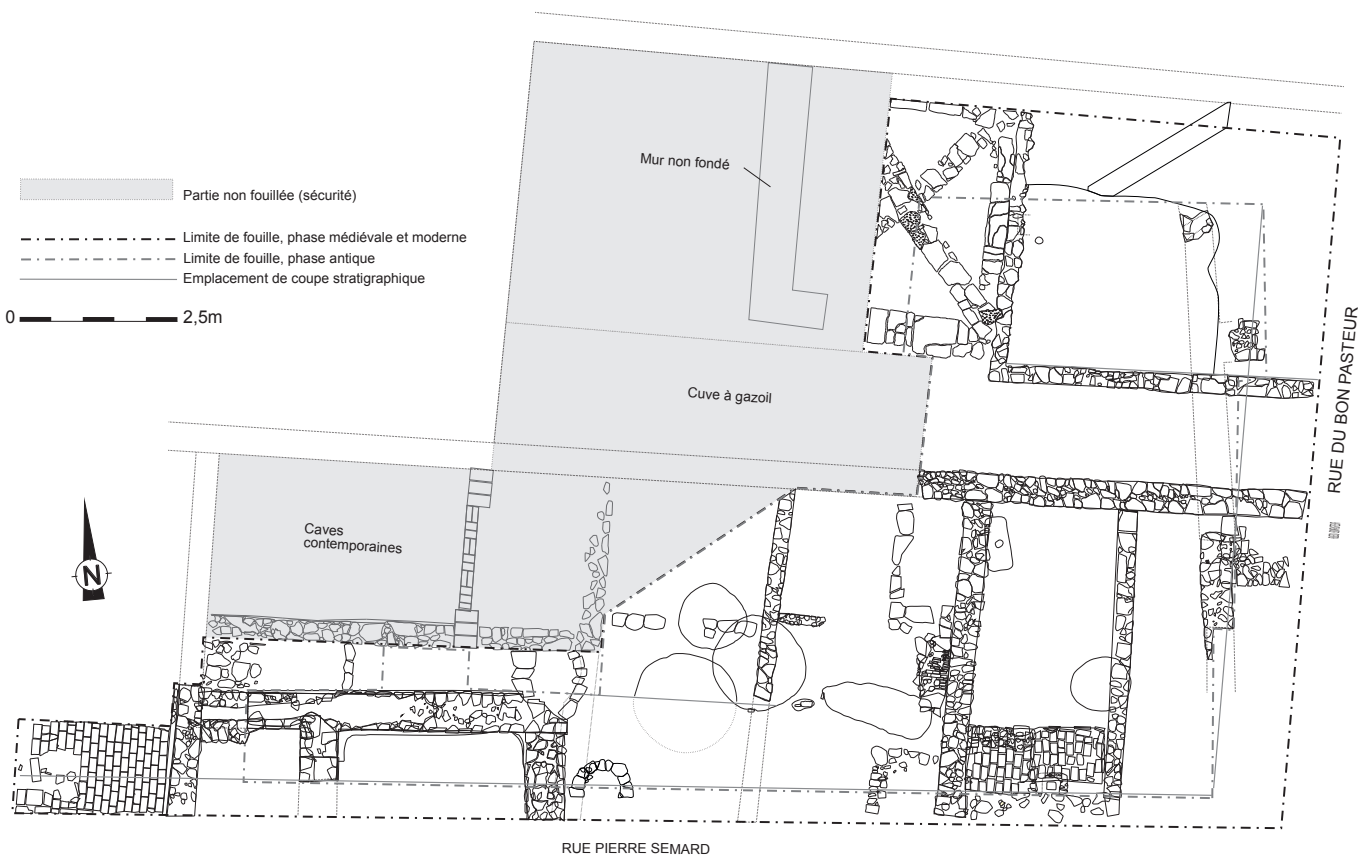 Mur non fondé
Partie non fouillée (sécurité)
Limite de fouille, phase médiévale et moderne
Limite de fouille, phase antique
Emplacement de coupe stratigraphique
0 2,5m
Cuve à gazoil
RUE DU BON PASTEUR
Caves
contemporaines
N
RUE PIERRE SEMARD